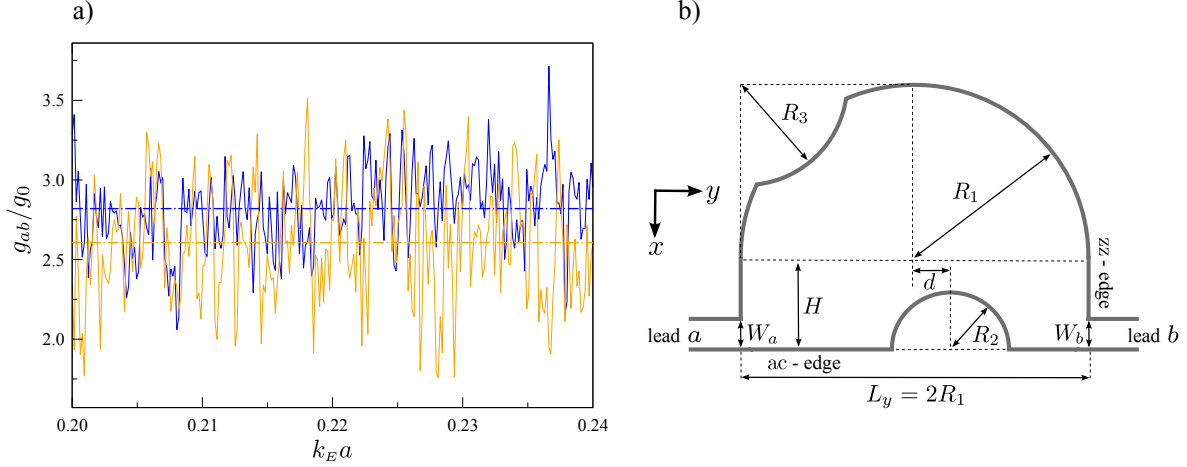 a)
g_ab/g_0
3.5
3.0
2.5
2.0
0.20
0.21
0.22
0.23
0.24
k_E a
b)
R_3
R_1
y
x
d
H
R_2
zz - edge
lead a
W_a
W_b
lead b
ac - edge
L_y = 2R_1